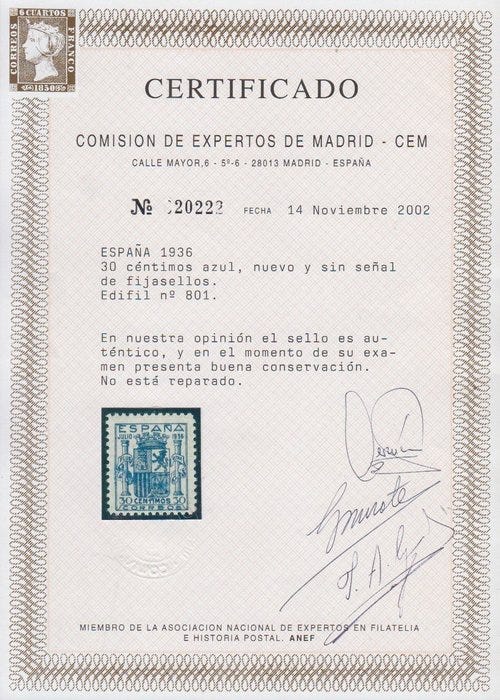 6 CUARTOS 6
CORREOS
FRANCO
1850
CERTIFICADO
COMISION DE EXPERTOS DE MADRID - CEM
CALLE MAYOR,6 - 5º-6 - 28013 MADRID - ESPAÑA
Nº 20222 FECHA 14 Noviembre 2002
ESPAÑA 1936
30 céntimos azul, nuevo y sin señal
de fijasellos.
Edifil nº 801.
En nuestra opinión el sello es au-
téntico, y en el momento de su exa-
men presenta buena conservación.
No está reparado.
ESPAÑA
JULIO 1936
30 CENTIMOS 30
CORREOS
MIEMBRO DE LA ASOCIACION NACIONAL DE EXPERTOS EN FILATELIA
E HISTORIA POSTAL. ANEF